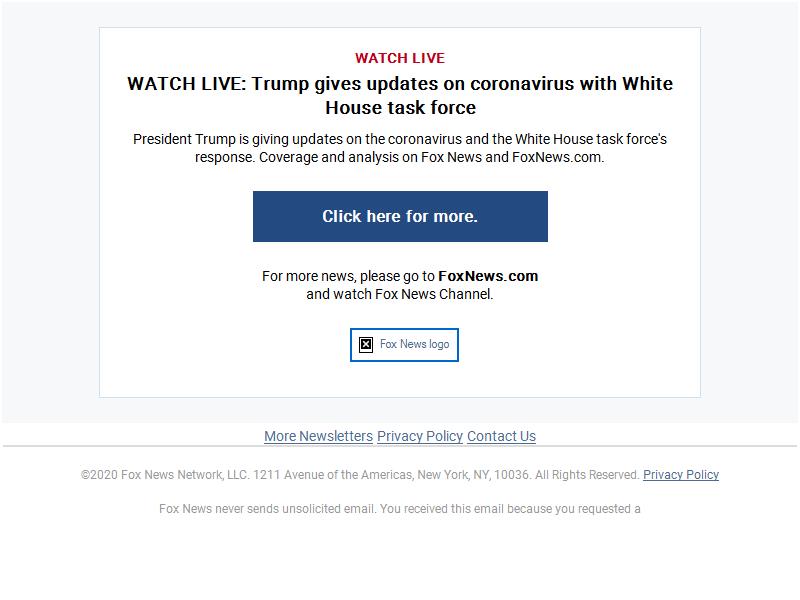 WATCH LIVE
WATCH LIVE: Trump gives updates on coronavirus with White
House task force
President Trump is giving updates on the coronavirus and the White House task force's
response. Coverage and analysis on Fox News and FoxNews.com.
Click here for more.
For more news, please go to FoxNews.com
and watch Fox News Channel.
Fox News logo
More Newsletters Privacy Policy Contact Us
©2020 Fox News Network, LLC. 1211 Avenue of the Americas, New York, NY, 10036. All Rights Reserved. Privacy Policy
Fox News never sends unsolicited email. You received this email because you requested a